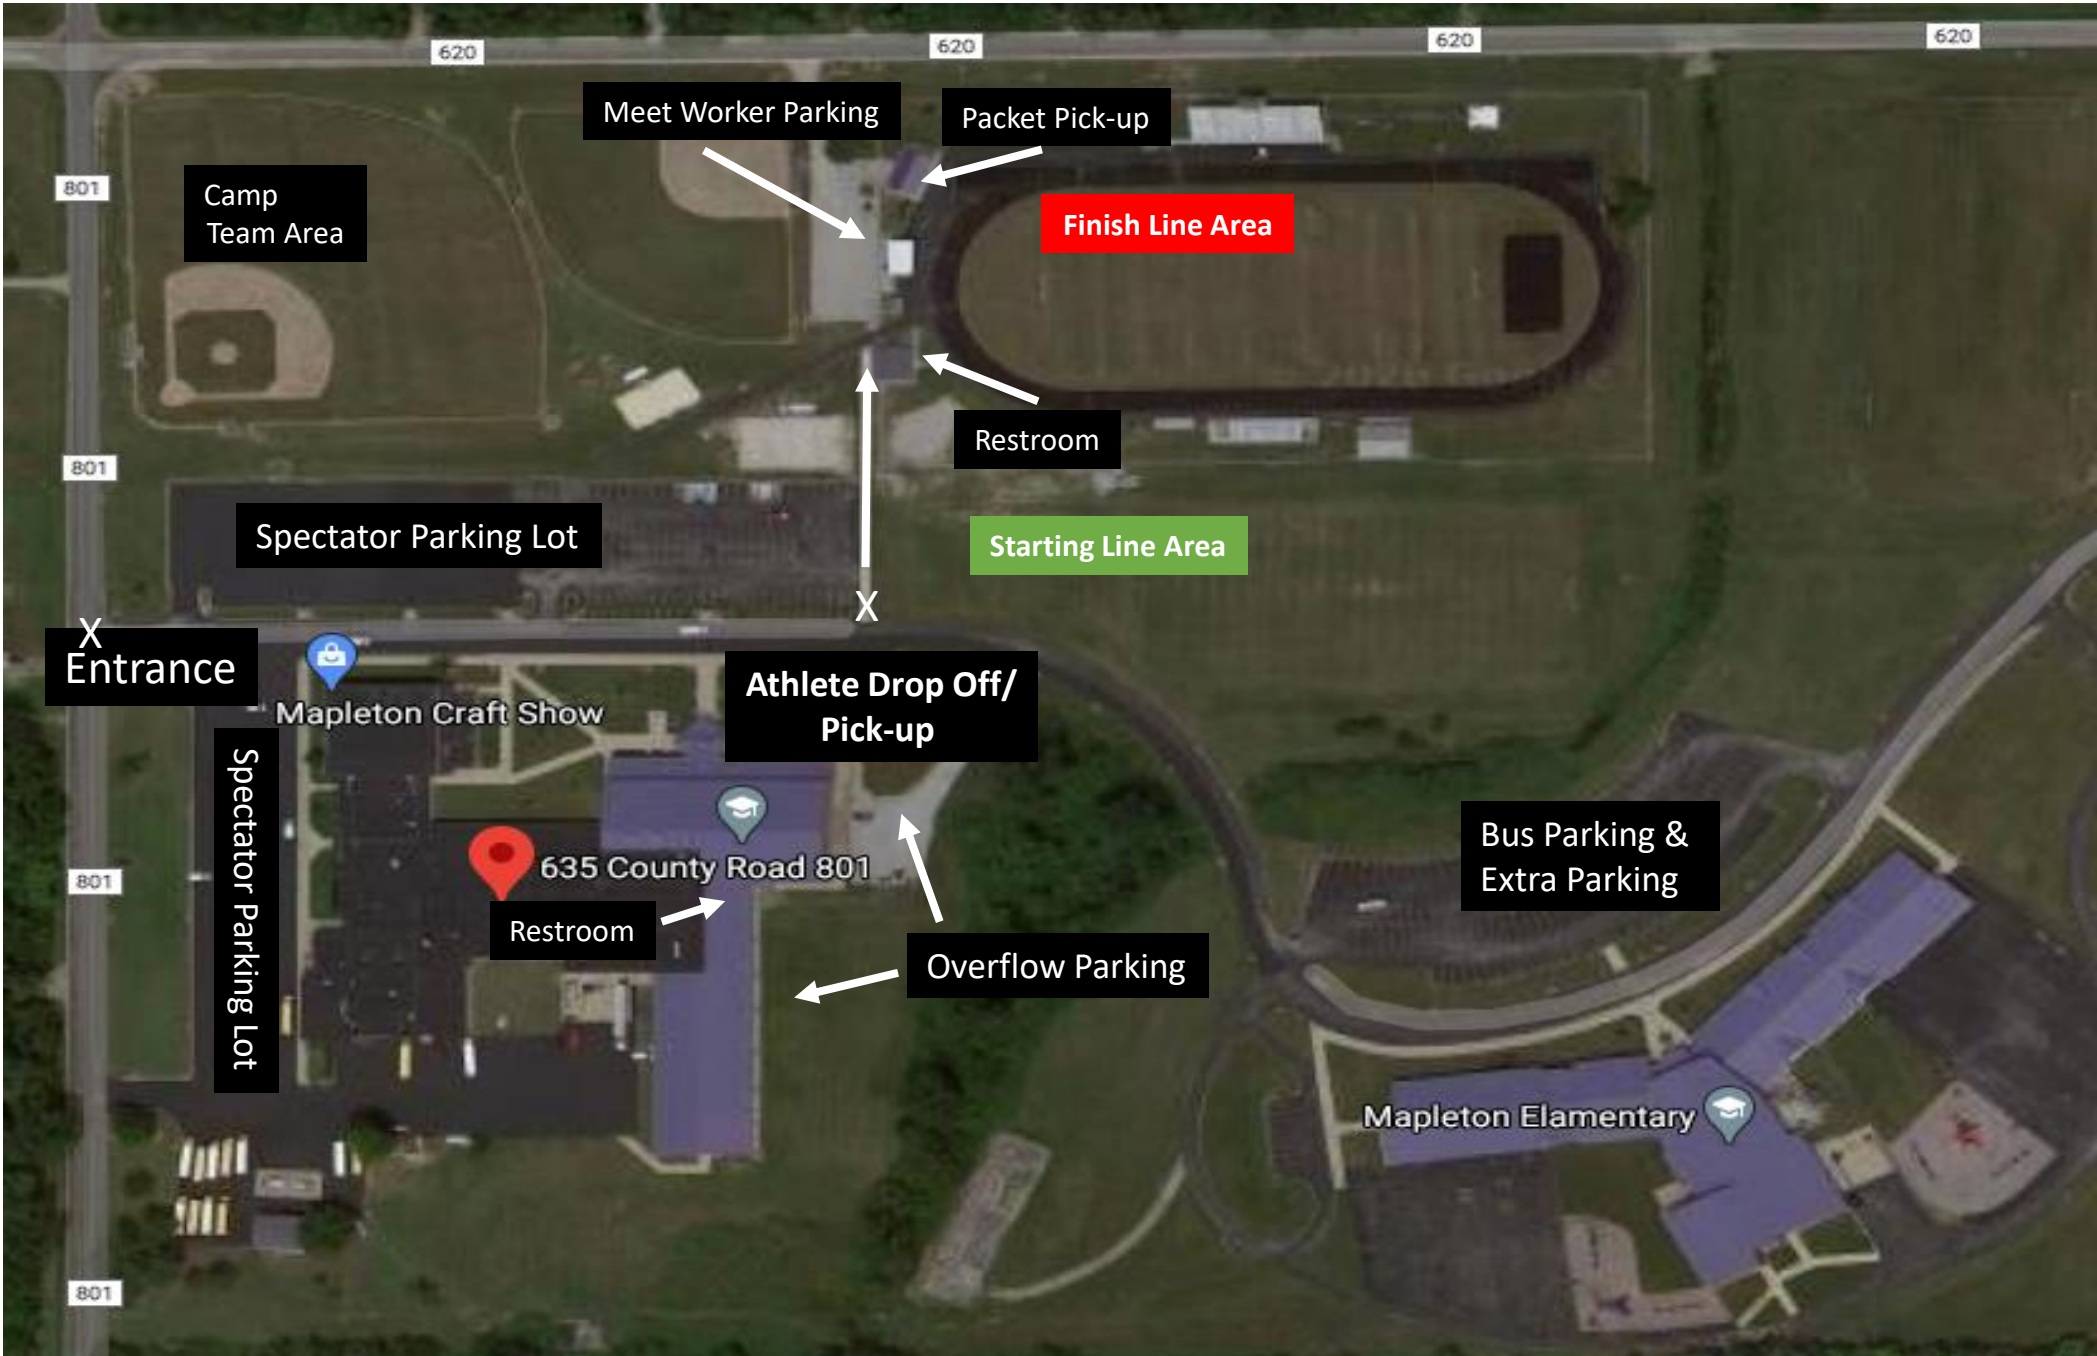 620
620
620
620
Meet Worker Parking
Packet Pick-up
801
Camp
Team Area
Finish Line Area
Restroom
801
Spectator Parking Lot
Starting Line Area
X
X
Entrance
Athlete Drop Off/
Pick-up
Mapleton Craft Show
Spectator Parking Lot
635 County Road 801
801
Restroom
Overflow Parking
Bus Parking &
Extra Parking
Mapleton Elamentary
801